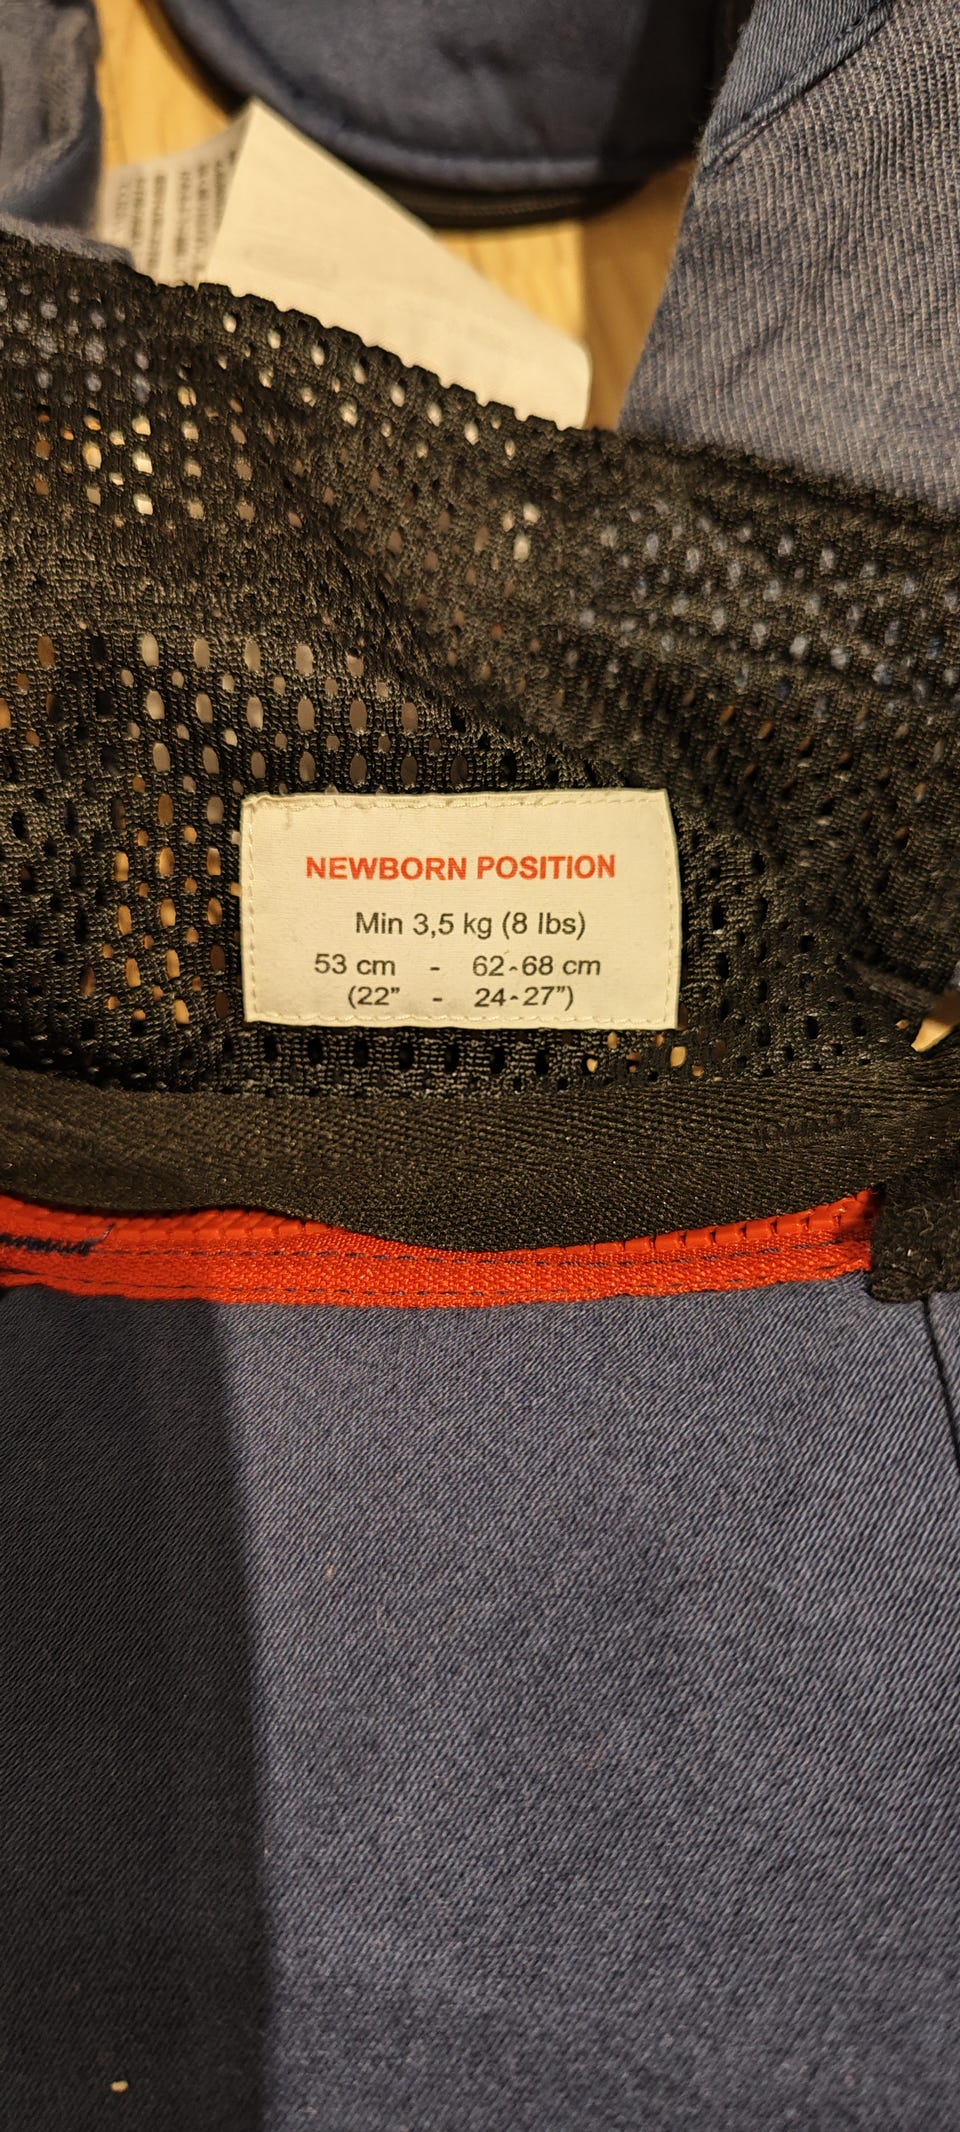 NEWBORN POSITION
Min 3,5 kg (8 lbs)
53 cm - 62-68 cm
(22” - 24-27”)